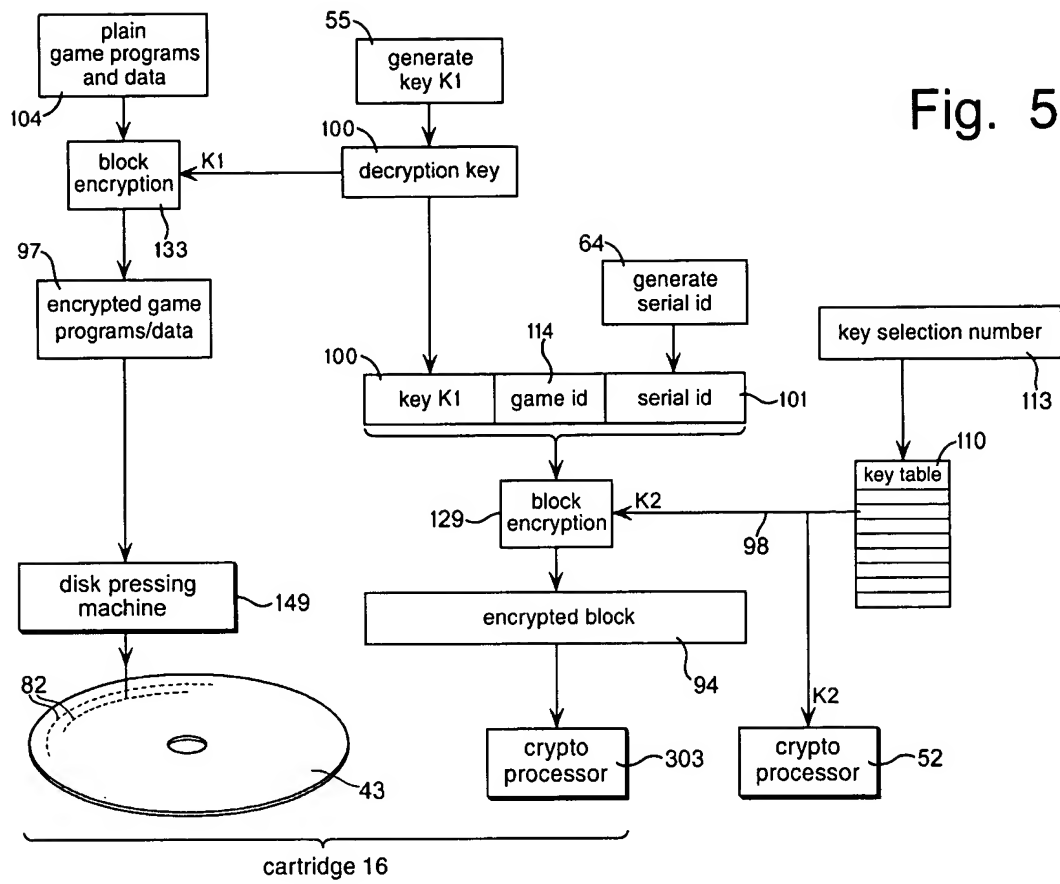 Fig. 5
plain
game programs
and data
104
55
generate
key K1
100
decryption key
K1
block
encryption
133
97
encrypted game
programs/data
64
generate
serial id
114
key selection number
113
100
key K1
game id
serial id
101
110
key table
129
block
encryption
K2
98
disk pressing
machine
149
encrypted block
94
K2
82
43
crypto
processor
303
crypto
processor
52
cartridge 16